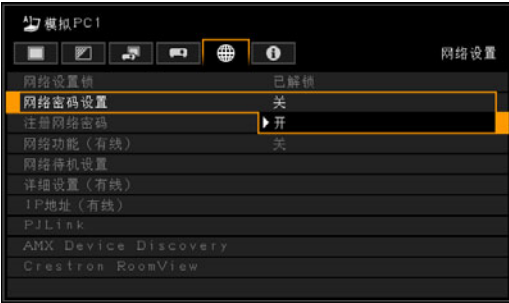 模拟PC1
网络设置
网络设置锁 已解锁
网络密码设置 关
注册网络密码 开
网络功能(有线) 关
网络待机设置
详细设置(有线)
IP地址(有线)
PJLink
AMX Device Discovery
Crestron RoomView